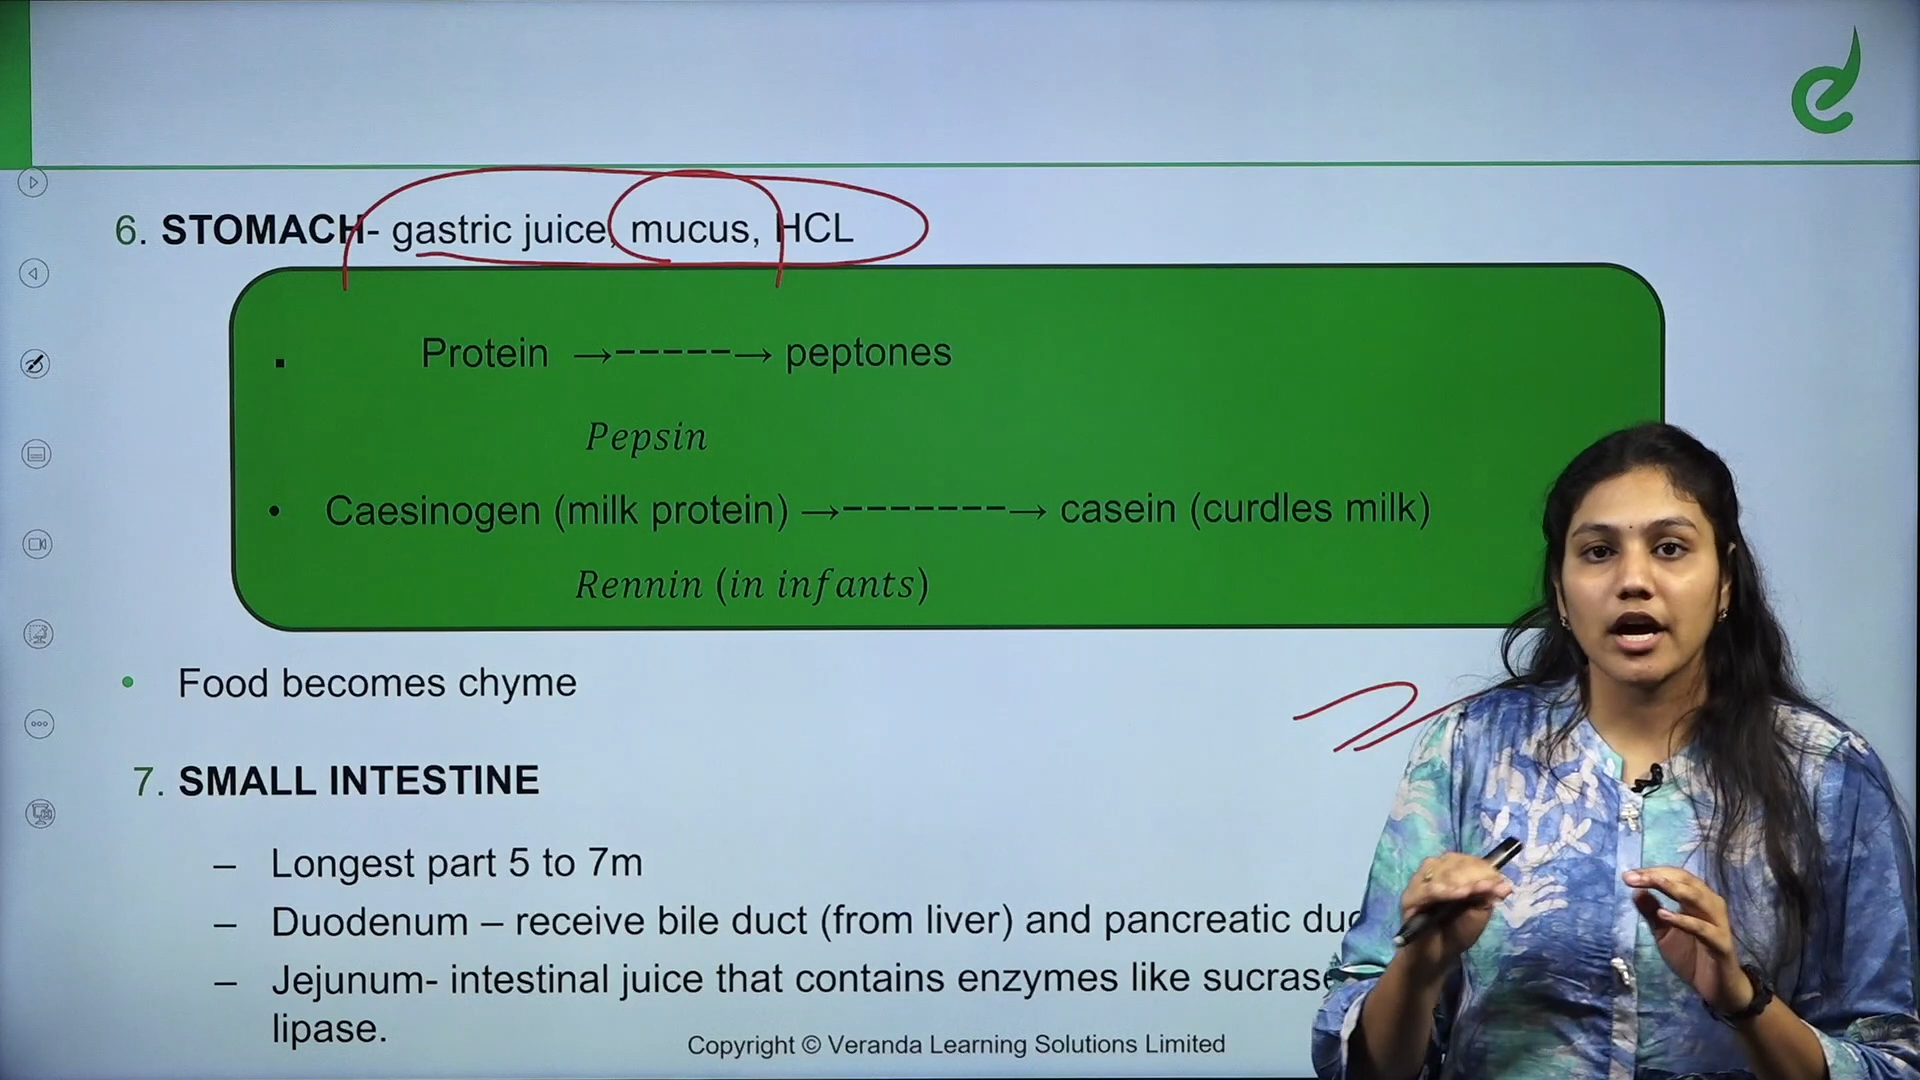 6. STOMACH- gastric juice, mucus, HCL
▪ Protein →-----→ peptones
Pepsin
• Caesinogen (milk protein) →-------→ casein (curdles milk)
Rennin (in infants)
• Food becomes chyme
7. SMALL INTESTINE
– Longest part 5 to 7m
– Duodenum – receive bile duct (from liver) and pancreatic
– Jejunum- intestinal juice that contains enzymes like sucrase
lipase.
Copyright © Veranda Learning Solutions Limited